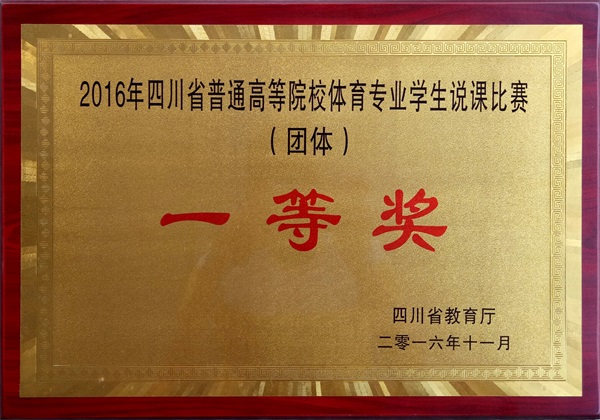 2016年四川省普通高等院校体育专业学生说课比赛
（团体）
一等奖
四川省教育厅
二零一六年十一月